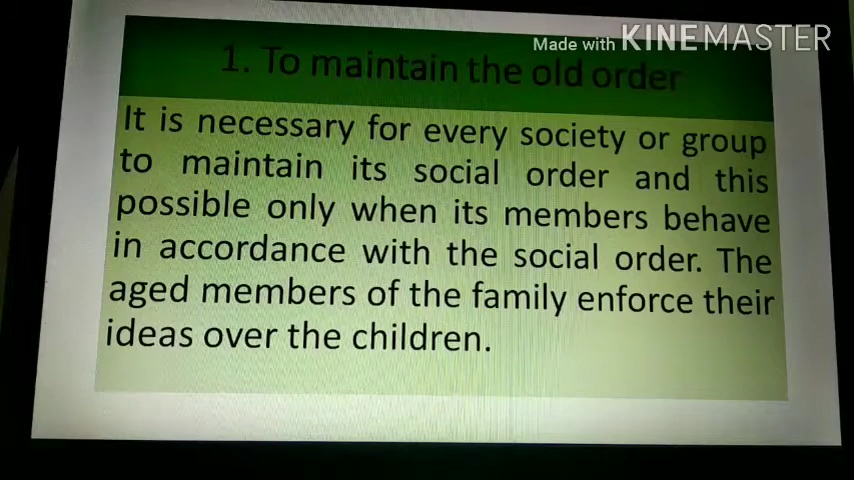 Made with KINEMASTER
1. To maintain the old order
It is necessary for every society or group
to maintain its social order and this
possible only when its members behave
in accordance with the social order. The
aged members of the family enforce their
ideas over the children.